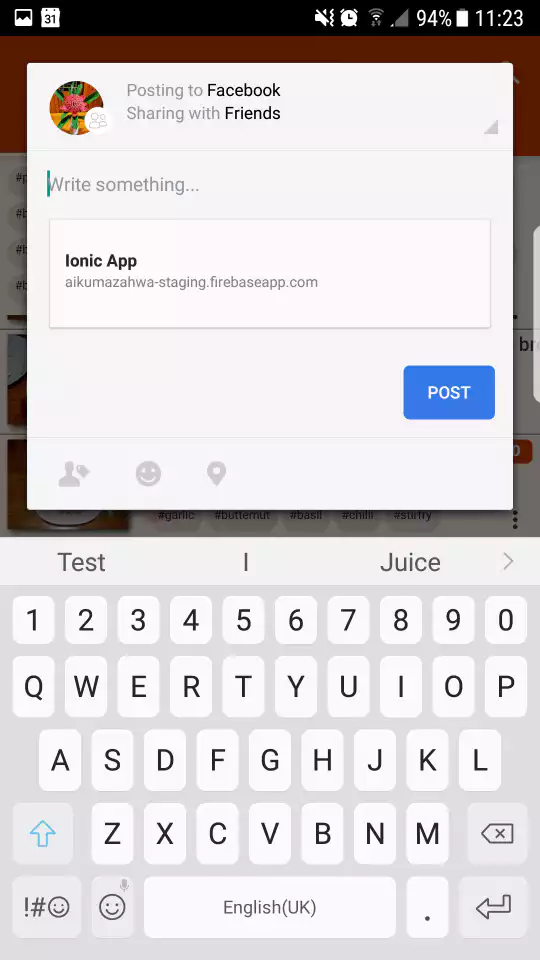 31
94%
11:23
Posting to Facebook
Sharing with Friends
Write something...
Ionic App
aikumazahwa-staging.firebaseapp.com
POST
#garlic #butternut #basil #chilli #stirfry
Test I Juice
1 2 3 4 5 6 7 8 9 0
Q W E R T Y U I O P
A S D F G H J K L
Z X C V B N M
!#☺ English(UK) .